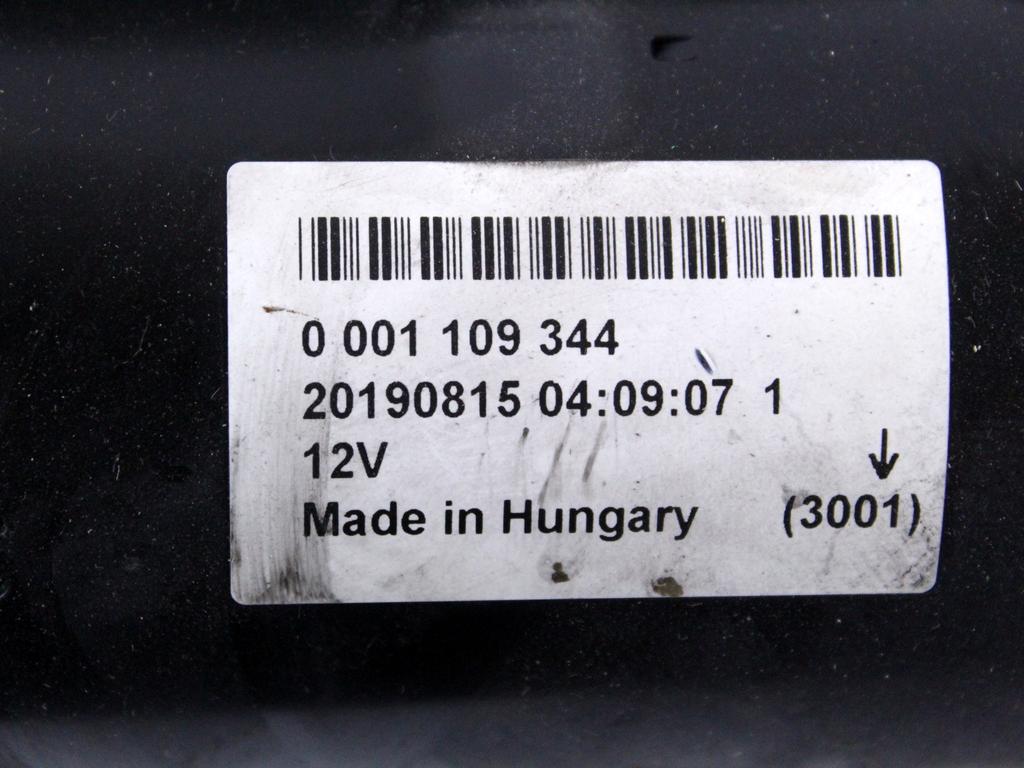 0 001 109 344
20190815 04:09:07 1
12V
Made in Hungary (3001)